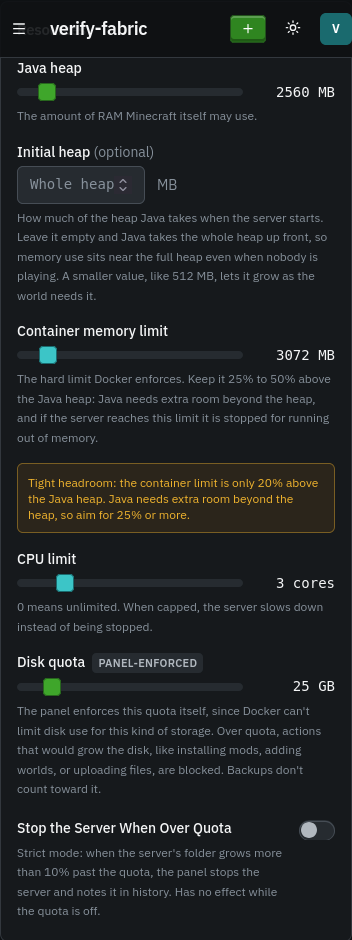 verify-fabric
+
V
Java heap
2560 MB
The amount of RAM Minecraft itself may use.
Initial heap (optional)
Whole heap MB
How much of the heap Java takes when the server starts.
Leave it empty and Java takes the whole heap up front, so
memory use sits near the full heap even when nobody is
playing. A smaller value, like 512 MB, lets it grow as the
world needs it.
Container memory limit
3072 MB
The hard limit Docker enforces. Keep it 25% to 50% above
the Java heap: Java needs extra room beyond the heap,
and if the server reaches this limit it is stopped for running
out of memory.
Tight headroom: the container limit is only 20% above
the Java heap. Java needs extra room beyond the
heap, so aim for 25% or more.
CPU limit
3 cores
0 means unlimited. When capped, the server slows down
instead of being stopped.
Disk quota PANEL-ENFORCED
25 GB
The panel enforces this quota itself, since Docker can't
limit disk use for this kind of storage. Over quota, actions
that would grow the disk, like installing mods, adding
worlds, or uploading files, are blocked. Backups don't
count toward it.
Stop the Server When Over Quota
Strict mode: when the server's folder grows more
than 10% past the quota, the panel stops the
server and notes it in history. Has no effect while
the quota is off.